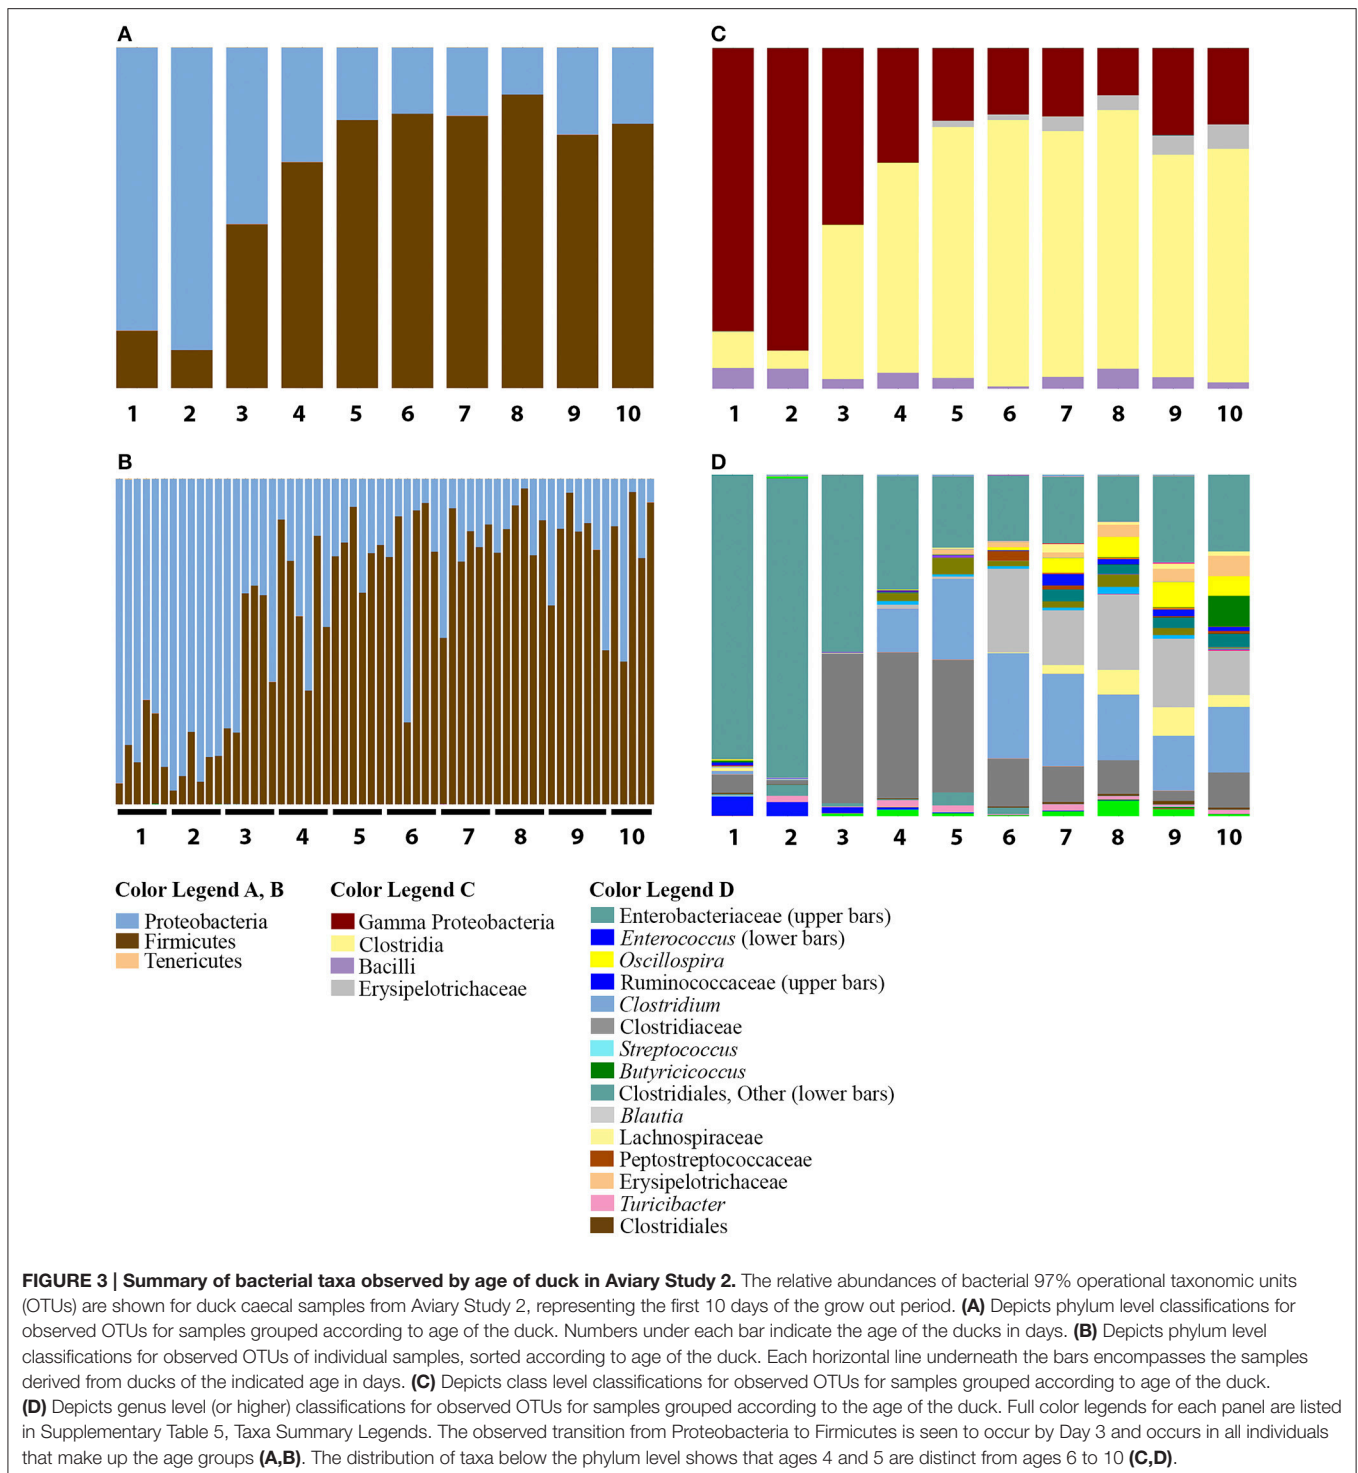 A
1 2 3 4 5 6 7 8 9 10
C
1 2 3 4 5 6 7 8 9 10
B
1 2 3 4 5 6 7 8 9 10
D
1 2 3 4 5 6 7 8 9 10
Color Legend A, B
Proteobacteria
Firmicutes
Tenericutes
Color Legend C
Gamma Proteobacteria
Clostridia
Bacilli
Erysipelotrichaceae
Color Legend D
Enterobacteriaceae (upper bars)
Enterococcus (lower bars)
Oscillospira
Ruminococcaceae (upper bars)
Clostridium
Clostridiaceae
Streptococcus
Butyricicoccus
Clostridiales, Other (lower bars)
Blautia
Lachnospiraceae
Peptostreptococcaceae
Erysipelotrichaceae
Turicibacter
Clostridiales
FIGURE 3 | Summary of bacterial taxa observed by age of duck in Aviary Study 2. The relative abundances of bacterial 97% operational taxonomic units
(OTUs) are shown for duck caecal samples from Aviary Study 2, representing the first 10 days of the grow out period. (A) Depicts phylum level classifications for
observed OTUs for samples grouped according to age of the duck. Numbers under each bar indicate the age of the ducks in days. (B) Depicts phylum level
classifications for observed OTUs of individual samples, sorted according to age of the duck. Each horizontal line underneath the bars encompasses the samples
derived from ducks of the indicated age in days. (C) Depicts class level classifications for observed OTUs for samples grouped according to age of the duck.
(D) Depicts genus level (or higher) classifications for observed OTUs for samples grouped according to the age of the duck. Full color legends for each panel are listed
in Supplementary Table 5, Taxa Summary Legends. The observed transition from Proteobacteria to Firmicutes is seen to occur by Day 3 and occurs in all individuals
that make up the age groups (A,B). The distribution of taxa below the phylum level shows that ages 4 and 5 are distinct from ages 6 to 10 (C,D).